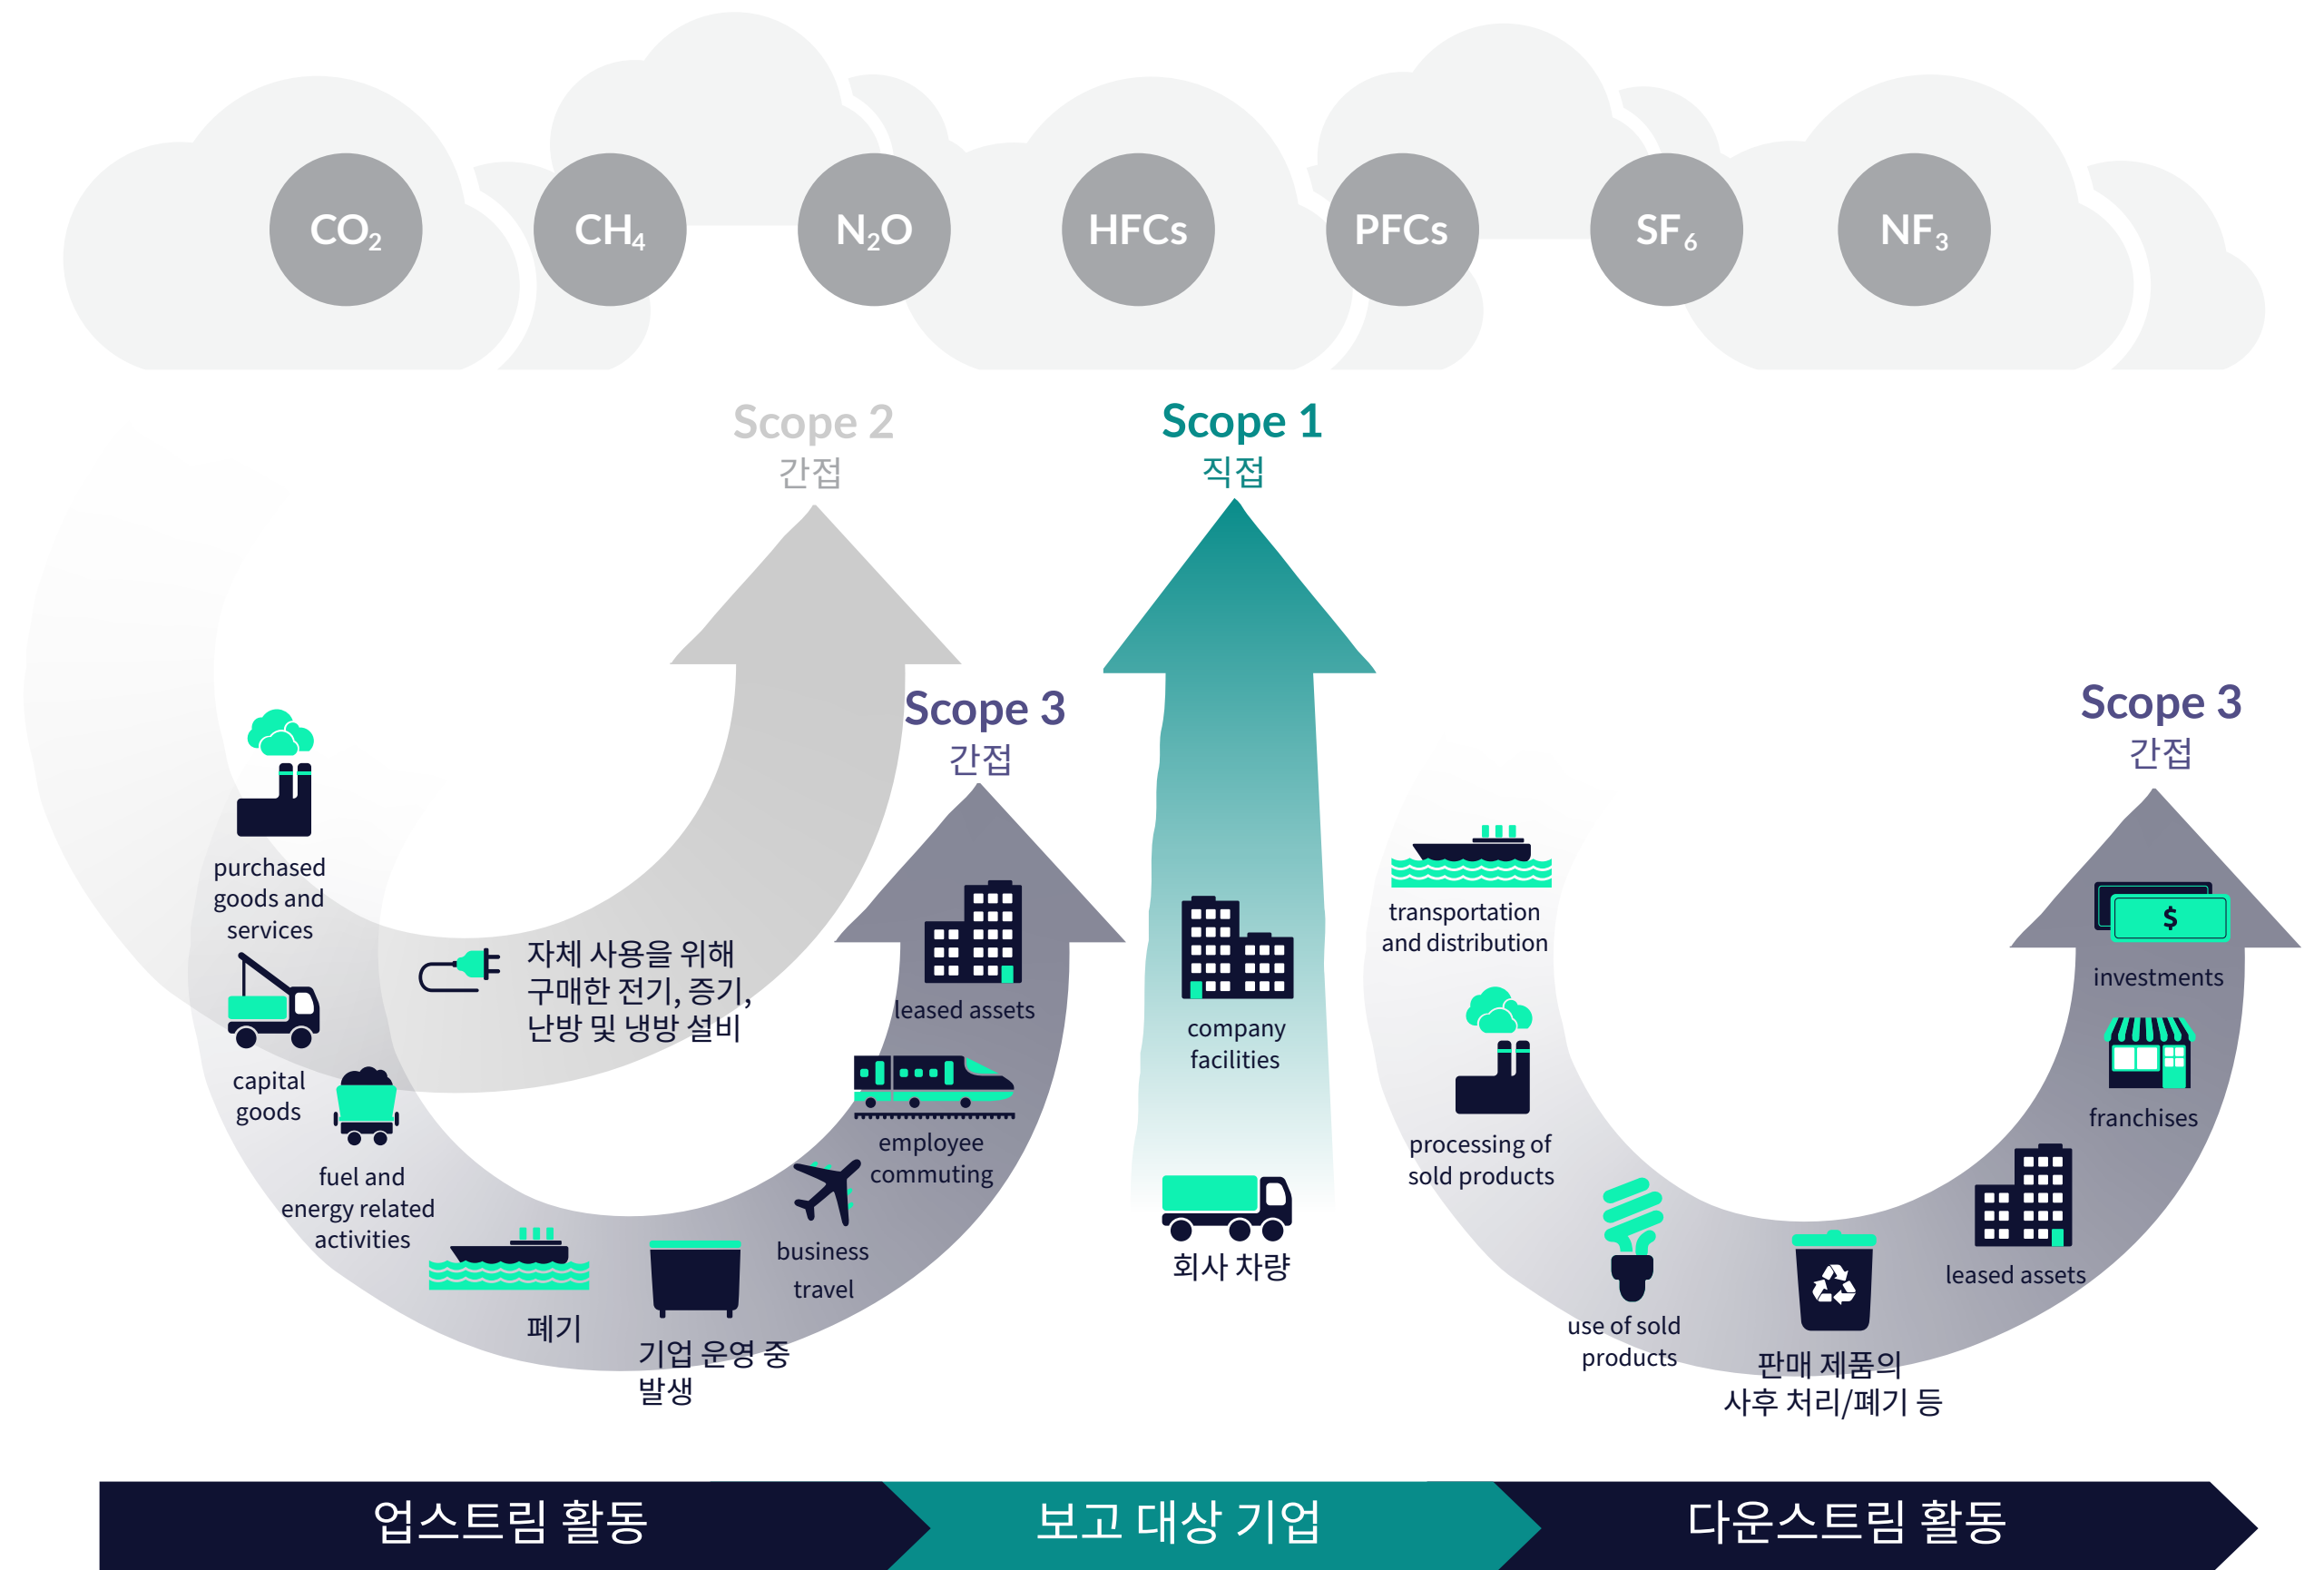 CO₂
CH₄
N₂O
HFCs
PFCs
SF₆
NF₃
Scope 2
간접
Scope 1
직접
Scope 3
간접
Scope 3
간접
purchased
goods and
services
capital
goods
fuel and
energy related
activities
자체 사용을 위해
구매한 전기, 증기,
난방 및 냉방 설비
폐기
기업 운영 중
발생
business
travel
employee
commuting
leased assets
company
facilities
회사 차량
transportation
and distribution
processing of
sold products
use of sold
products
판매 제품의
사후 처리/폐기 등
leased assets
franchises
$
investments
업스트림 활동
보고 대상 기업
다운스트림 활동